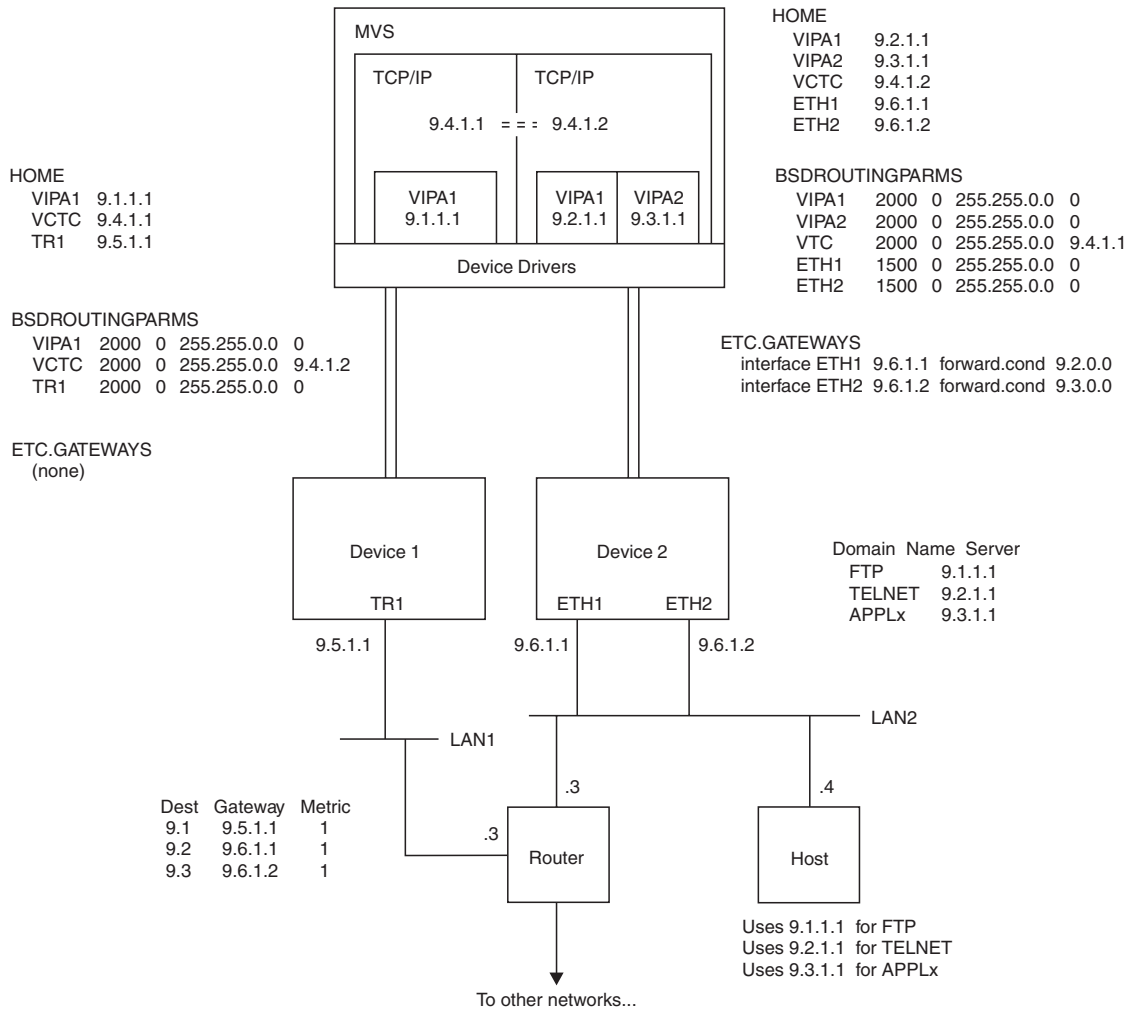 MVS
TCP/IP
TCP/IP
9.4.1.1 = = = 9.4.1.2
VIPA1
9.1.1.1
VIPA1
9.2.1.1
VIPA2
9.3.1.1
Device Drivers
HOME
VIPA1 9.2.1.1
VIPA2 9.3.1.1
VCTC 9.4.1.2
ETH1 9.6.1.1
ETH2 9.6.1.2
HOME
VIPA1 9.1.1.1
VCTC 9.4.1.1
TR1 9.5.1.1
BSDROUTINGPARMS
VIPA1 2000 0 255.255.0.0 0
VIPA2 2000 0 255.255.0.0 0
VTC 2000 0 255.255.0.0 9.4.1.1
ETH1 1500 0 255.255.0.0 0
ETH2 1500 0 255.255.0.0 0
BSDROUTINGPARMS
VIPA1 2000 0 255.255.0.0 0
VCTC 2000 0 255.255.0.0 9.4.1.2
TR1 2000 0 255.255.0.0 0
ETC.GATEWAYS
interface ETH1 9.6.1.1 forward.cond 9.2.0.0
interface ETH2 9.6.1.2 forward.cond 9.3.0.0
ETC.GATEWAYS
(none)
Device 1
TR1
Device 2
ETH1 ETH2
Domain Name Server
FTP 9.1.1.1
TELNET 9.2.1.1
APPLx 9.3.1.1
9.5.1.1
9.6.1.1
9.6.1.2
LAN1
LAN2
Dest Gateway Metric
9.1 9.5.1.1 1
9.2 9.6.1.1 1
9.3 9.6.1.2 1
.3
.3
.4
Router
Host
Uses 9.1.1.1 for FTP
Uses 9.2.1.1 for TELNET
Uses 9.3.1.1 for APPLx
To other networks...